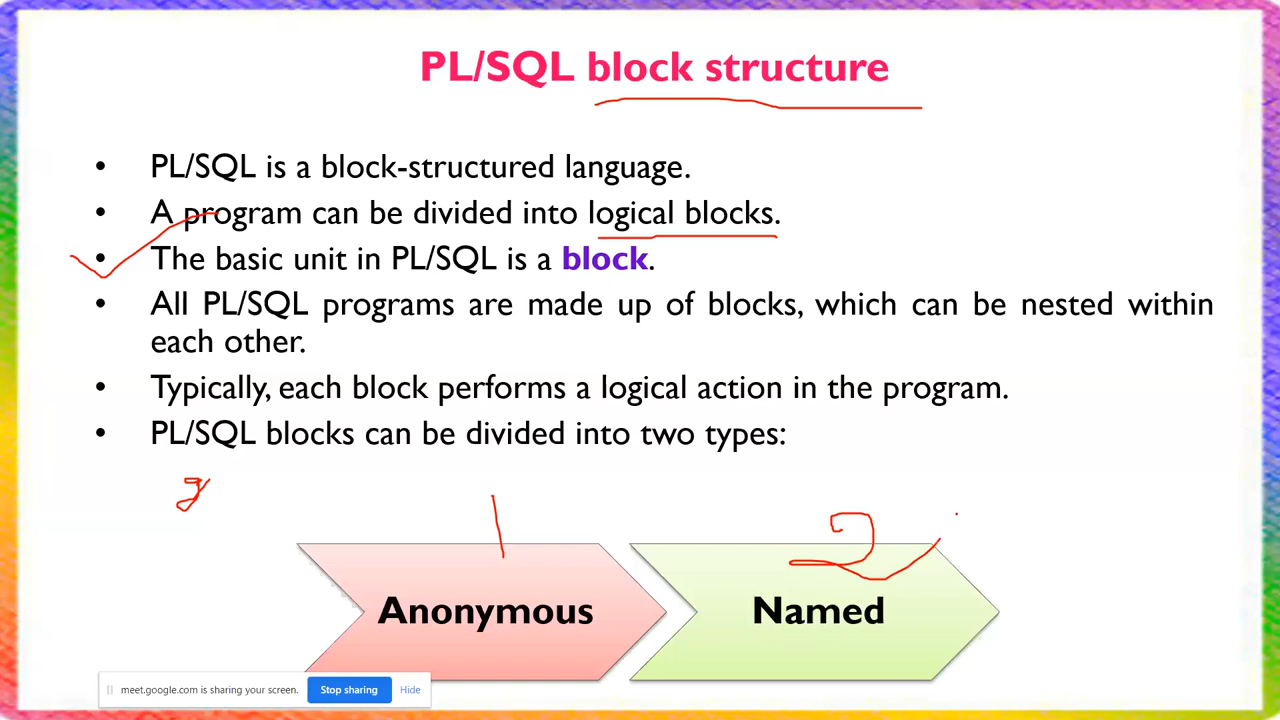 PL/SQL block structure
• PL/SQL is a block-structured language.
• A program can be divided into logical blocks.
• The basic unit in PL/SQL is a block.
• All PL/SQL programs are made up of blocks, which can be nested within
each other.
• Typically, each block performs a logical action in the program.
• PL/SQL blocks can be divided into two types:
1 2
Anonymous Named
meet.google.com is sharing your screen. Stop sharing Hide